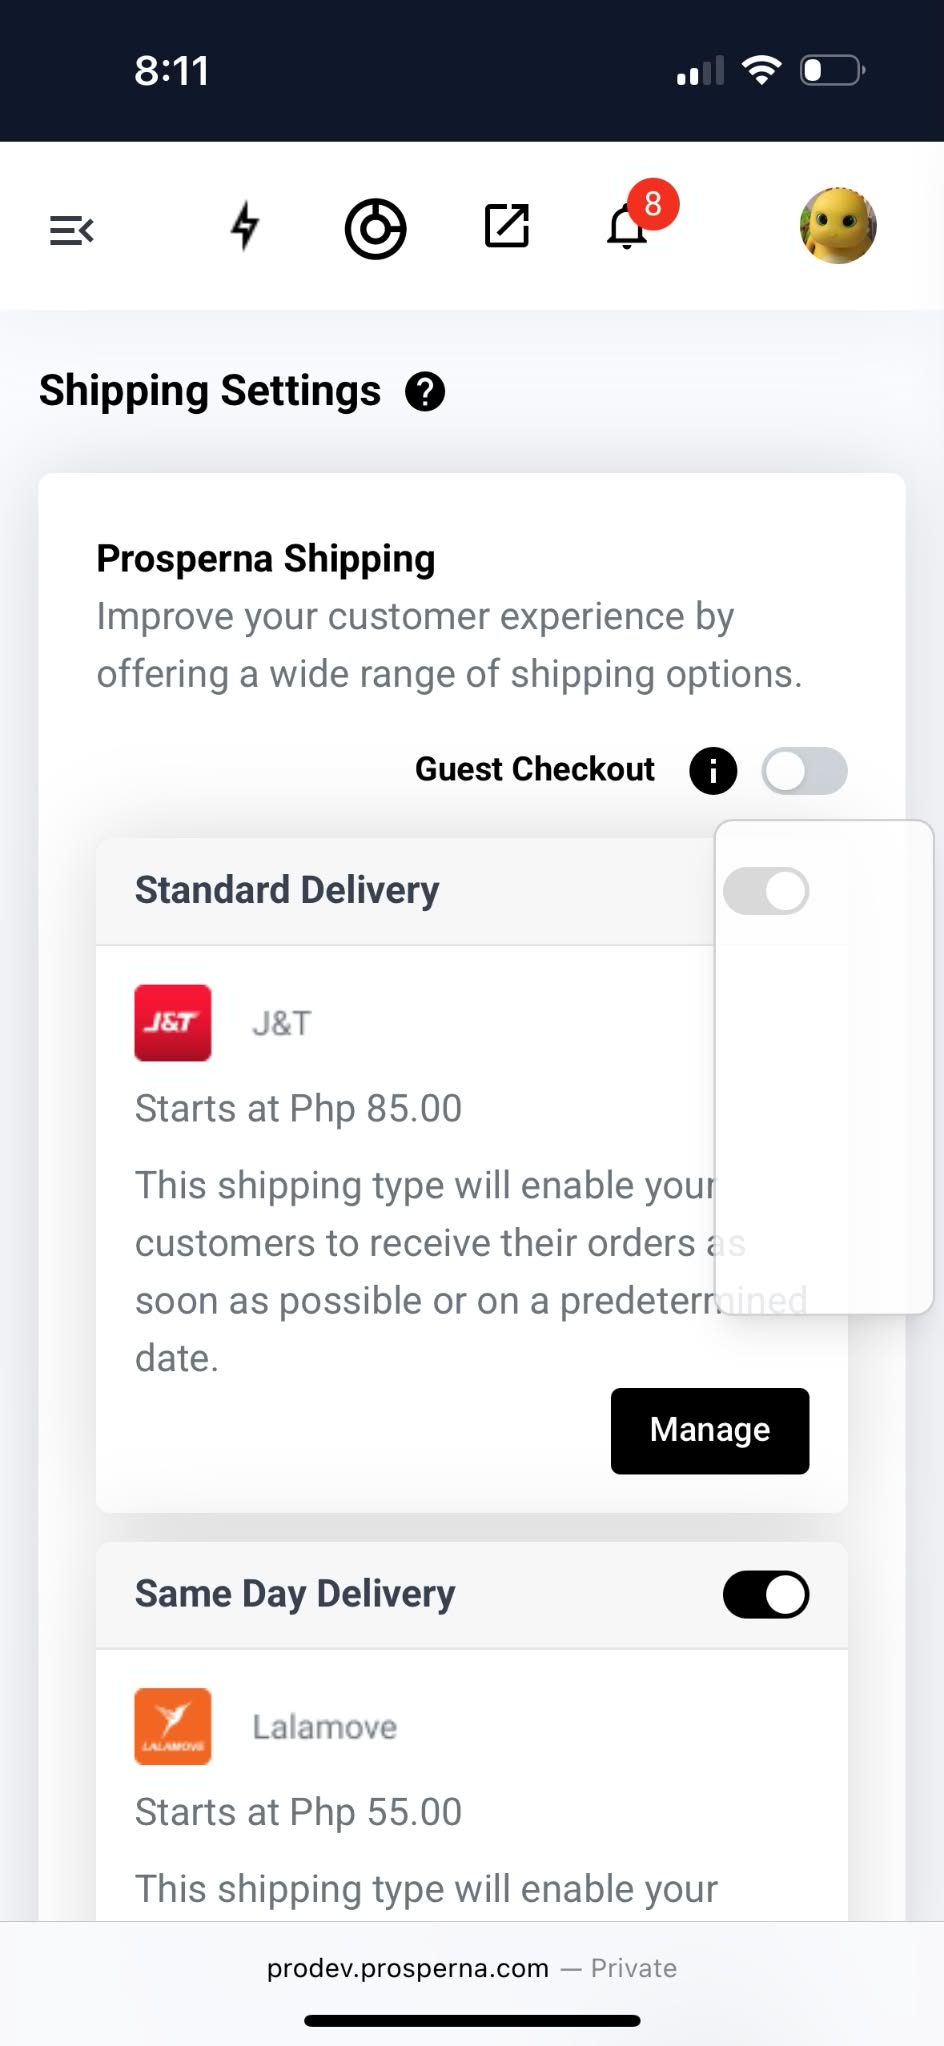 8:11
8
Shipping Settings
Prosperna Shipping
Improve your customer experience by
offering a wide range of shipping options.
Guest Checkout
Standard Delivery
J&T
J&T
Starts at Php 85.00
This shipping type will enable your
customers to receive their orders as
soon as possible or on a predetermined
date.
Manage
Same Day Delivery
LALAMOVE
Lalamove
Starts at Php 55.00
This shipping type will enable your
prodev.prosperna.com — Private